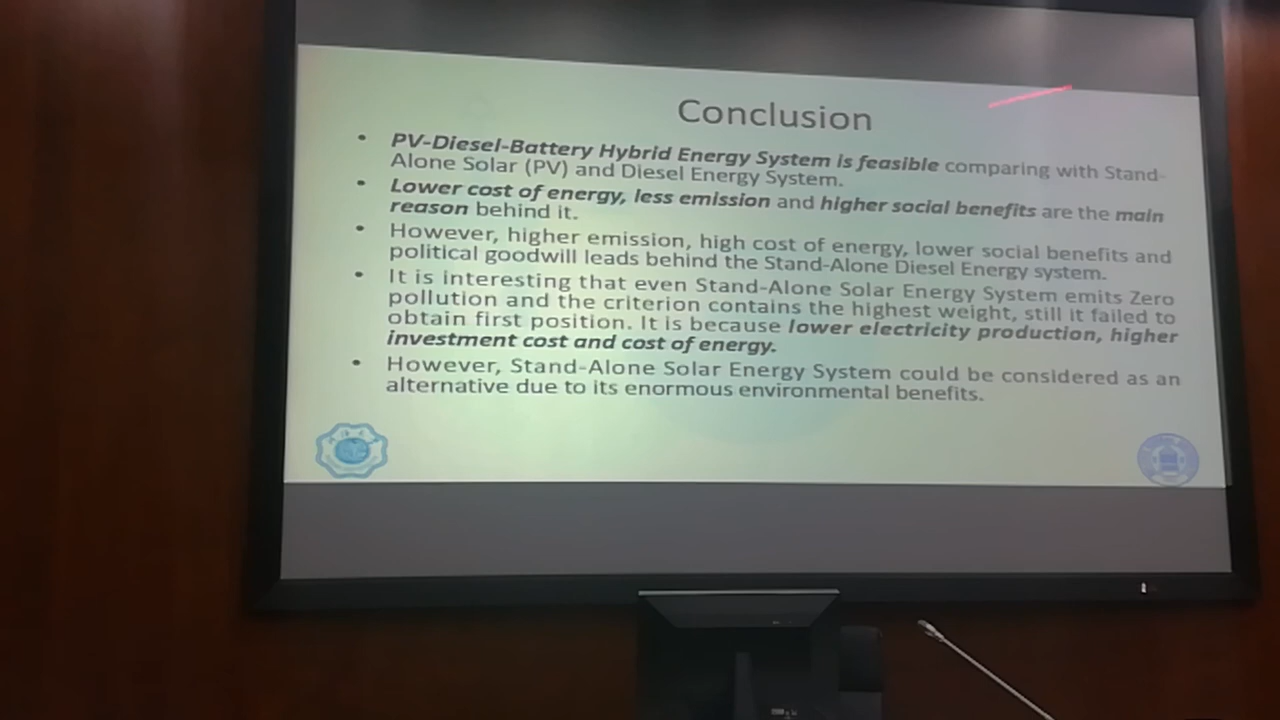 Conclusion
• PV-Diesel-Battery Hybrid Energy System is feasible comparing with Stand-
Alone Solar (PV) and Diesel Energy System.
• Lower cost of energy, less emission and higher social benefits are the main
reason behind it.
• However, higher emission, high cost of energy, lower social benefits and
political goodwill leads behind the Stand-Alone Diesel Energy system.
• It is interesting that even Stand-Alone Solar Energy System emits Zero
pollution and the criterion contains the highest weight, still it failed to
obtain first position. It is because lower electricity production, higher
investment cost and cost of energy.
• However, Stand-Alone Solar Energy System could be considered as an
alternative due to its enormous environmental benefits.